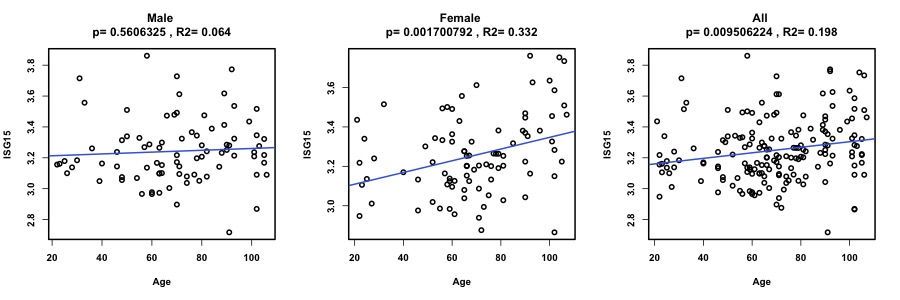 Male
p= 0.5606325 , R2= 0.064
ISG15
3.8
3.6
3.4
3.2
3.0
2.8
20 40 60 80 100
Age
Female
p= 0.001700792 , R2= 0.332
ISG15
3.6
3.4
3.2
3.0
20 40 60 80 100
Age
All
p= 0.009506224 , R2= 0.198
ISG15
3.8
3.6
3.4
3.2
3.0
2.8
20 40 60 80 100
Age